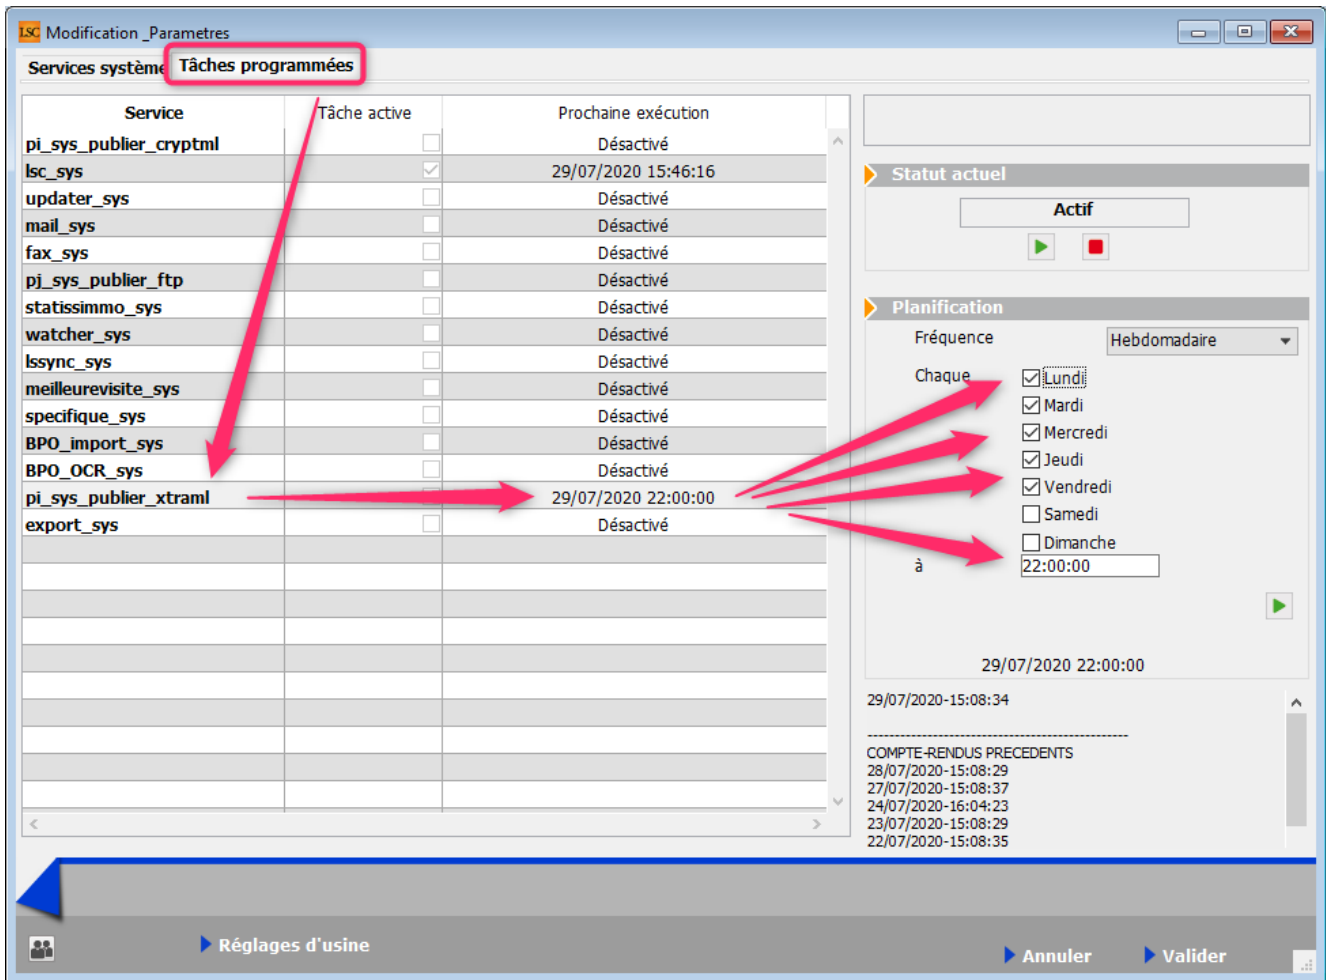 LSC Modification _Parametres
Services système Tâches programmées
Service Tâche active Prochaine exécution
pi_sys_publier_cryptml Désactivé
lsc_sys 29/07/2020 15:46:16
updater_sys Désactivé
mail_sys Désactivé
fax_sys Désactivé
pj_sys_publier_ftp Désactivé
statissimmo_sys Désactivé
watcher_sys Désactivé
lssync_sys Désactivé
meilleurevisite_sys Désactivé
specifique_sys Désactivé
BPO_import_sys Désactivé
BPO_OCR_sys Désactivé
pi_sys_publier_xtraml 29/07/2020 22:00:00
export_sys Désactivé
Statut actuel
Actif
Planification
Fréquence Hebdomadaire
Chaque Lundi
Mardi
Mercredi
Jeudi
Vendredi
Samedi
Dimanche
à 22:00:00
29/07/2020 22:00:00
29/07/2020-15:08:34
------------------------------------------------
COMPTE-RENDUS PRECEDENTS
28/07/2020-15:08:29
27/07/2020-15:08:37
24/07/2020-16:04:23
23/07/2020-15:08:29
22/07/2020-15:08:35
Réglages d'usine
Annuler Valider